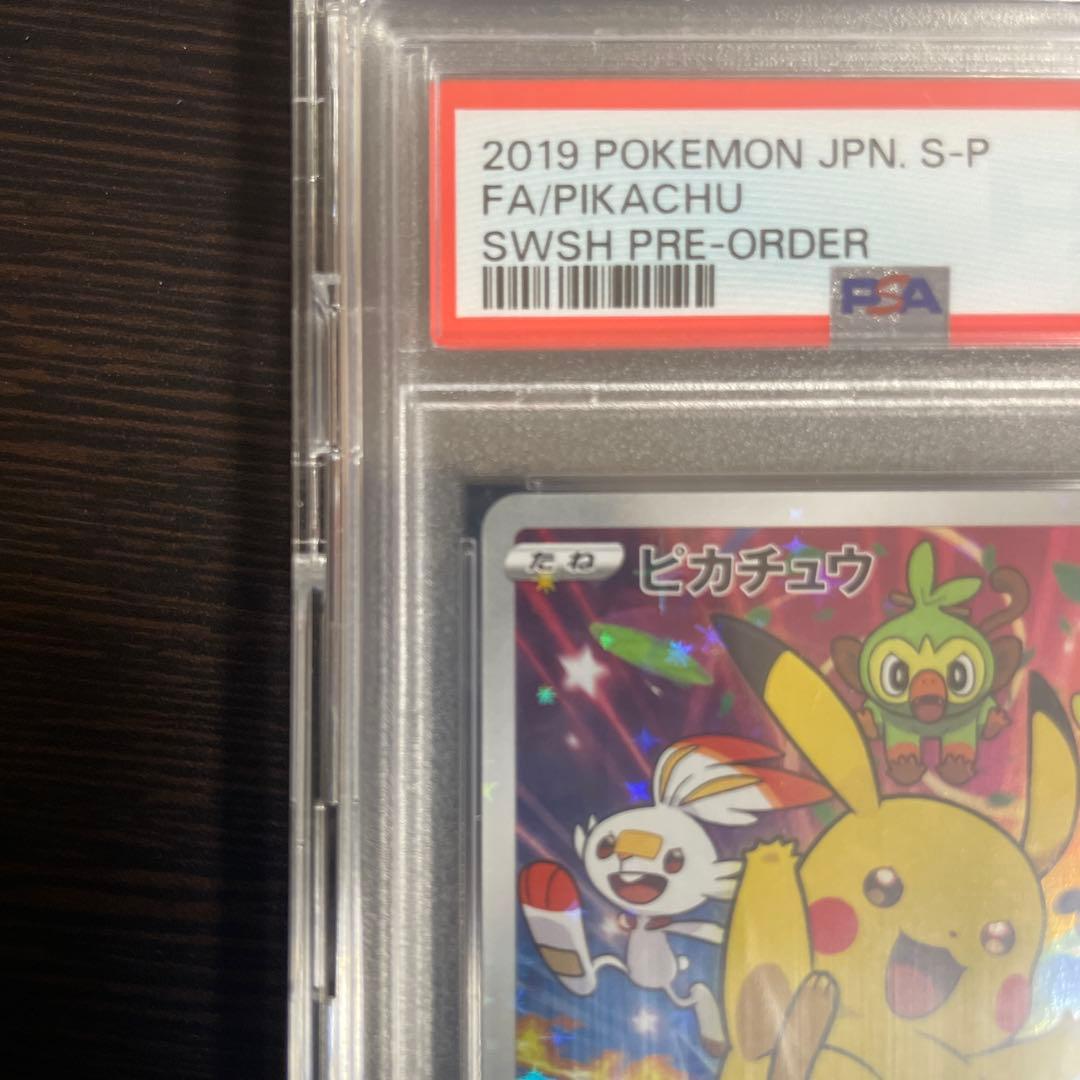 2019 POKEMON JPN. S-P
FA/PIKACHU
SWSH PRE-ORDER
PSA
たね
ピカチュウ